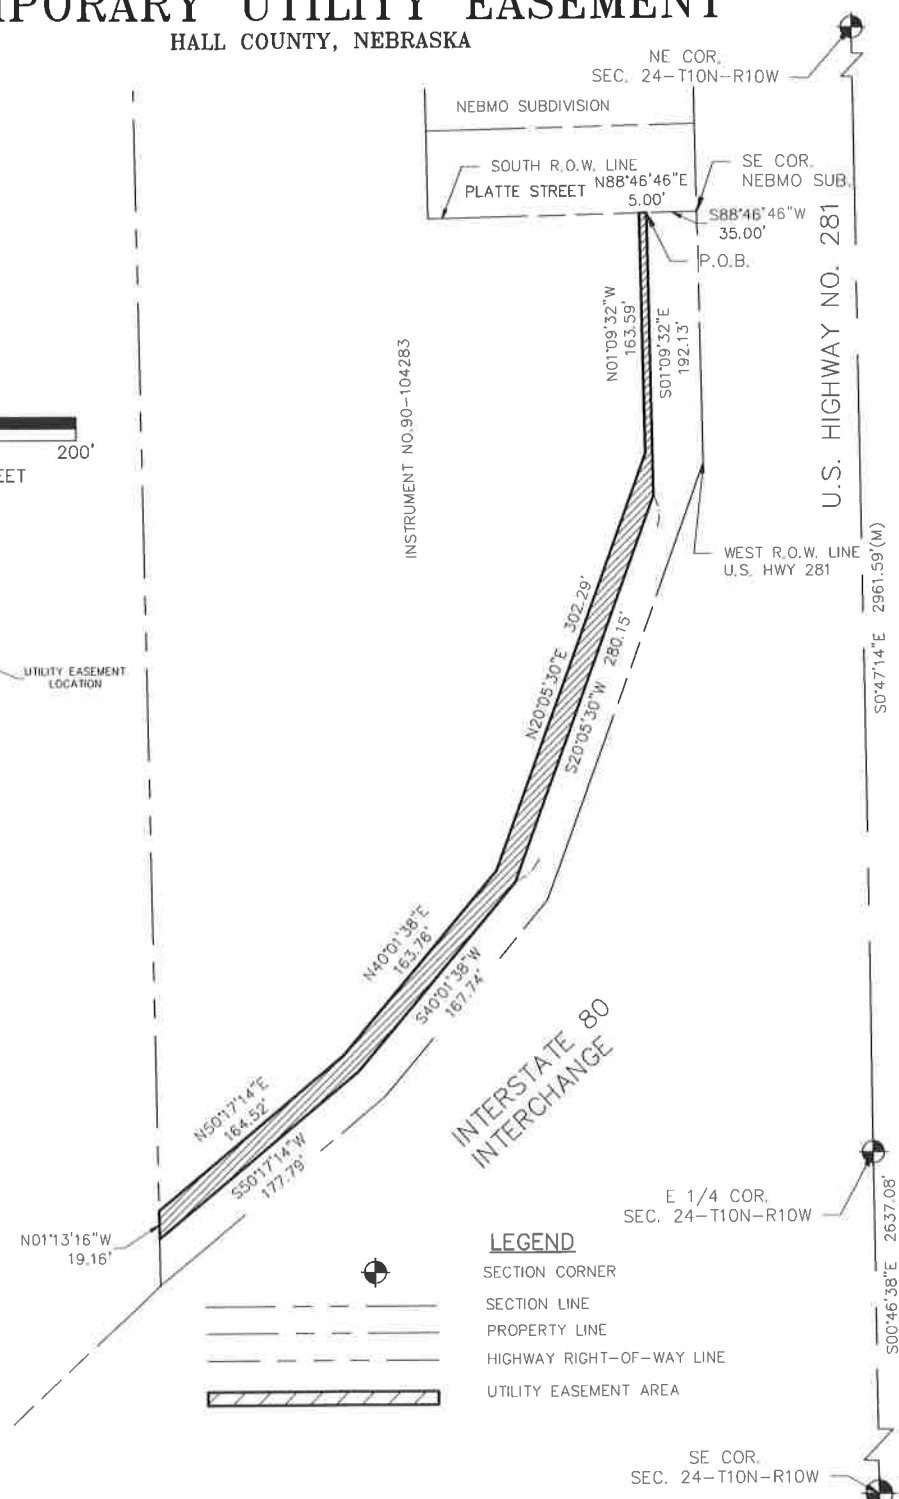 MPORARY UTILITY EASEMENT
HALL COUNTY, NEBRASKA
NE COR.
SEC. 24-T10N-R10W
NEBMO SUBDIVISION
SOUTH R.O.W. LINE
PLATTE STREET
N88°46'46"E
5.00'
SE COR.
NEBMO SUB.
S88°46'46"W
35.00'
P.O.B.
U.S. HIGHWAY NO. 281
N01°09'32"W
163.59'
S01°09'32"E
192.13'
INSTRUMENT NO.90-104283
200'
EET
WEST R.O.W. LINE
U.S. HWY 281
S0°47'14"E 2961.59'(M)
UTILITY EASEMENT
LOCATION
N20°05'30"E 302.29'
S20°05'30"W 280.15'
N40°01'38"E
163.76'
S40°01'38"W
167.74'
INTERSTATE 80
INTERCHANGE
N50°17'14"E
164.52'
S50°17'14"W
177.79'
N01°13'16"W
19.16'
E 1/4 COR.
SEC. 24-T10N-R10W
S00°46'38"E 2637.08'
LEGEND
SECTION CORNER
SECTION LINE
PROPERTY LINE
HIGHWAY RIGHT-OF-WAY LINE
UTILITY EASEMENT AREA
SE COR.
SEC. 24-T10N-R10W